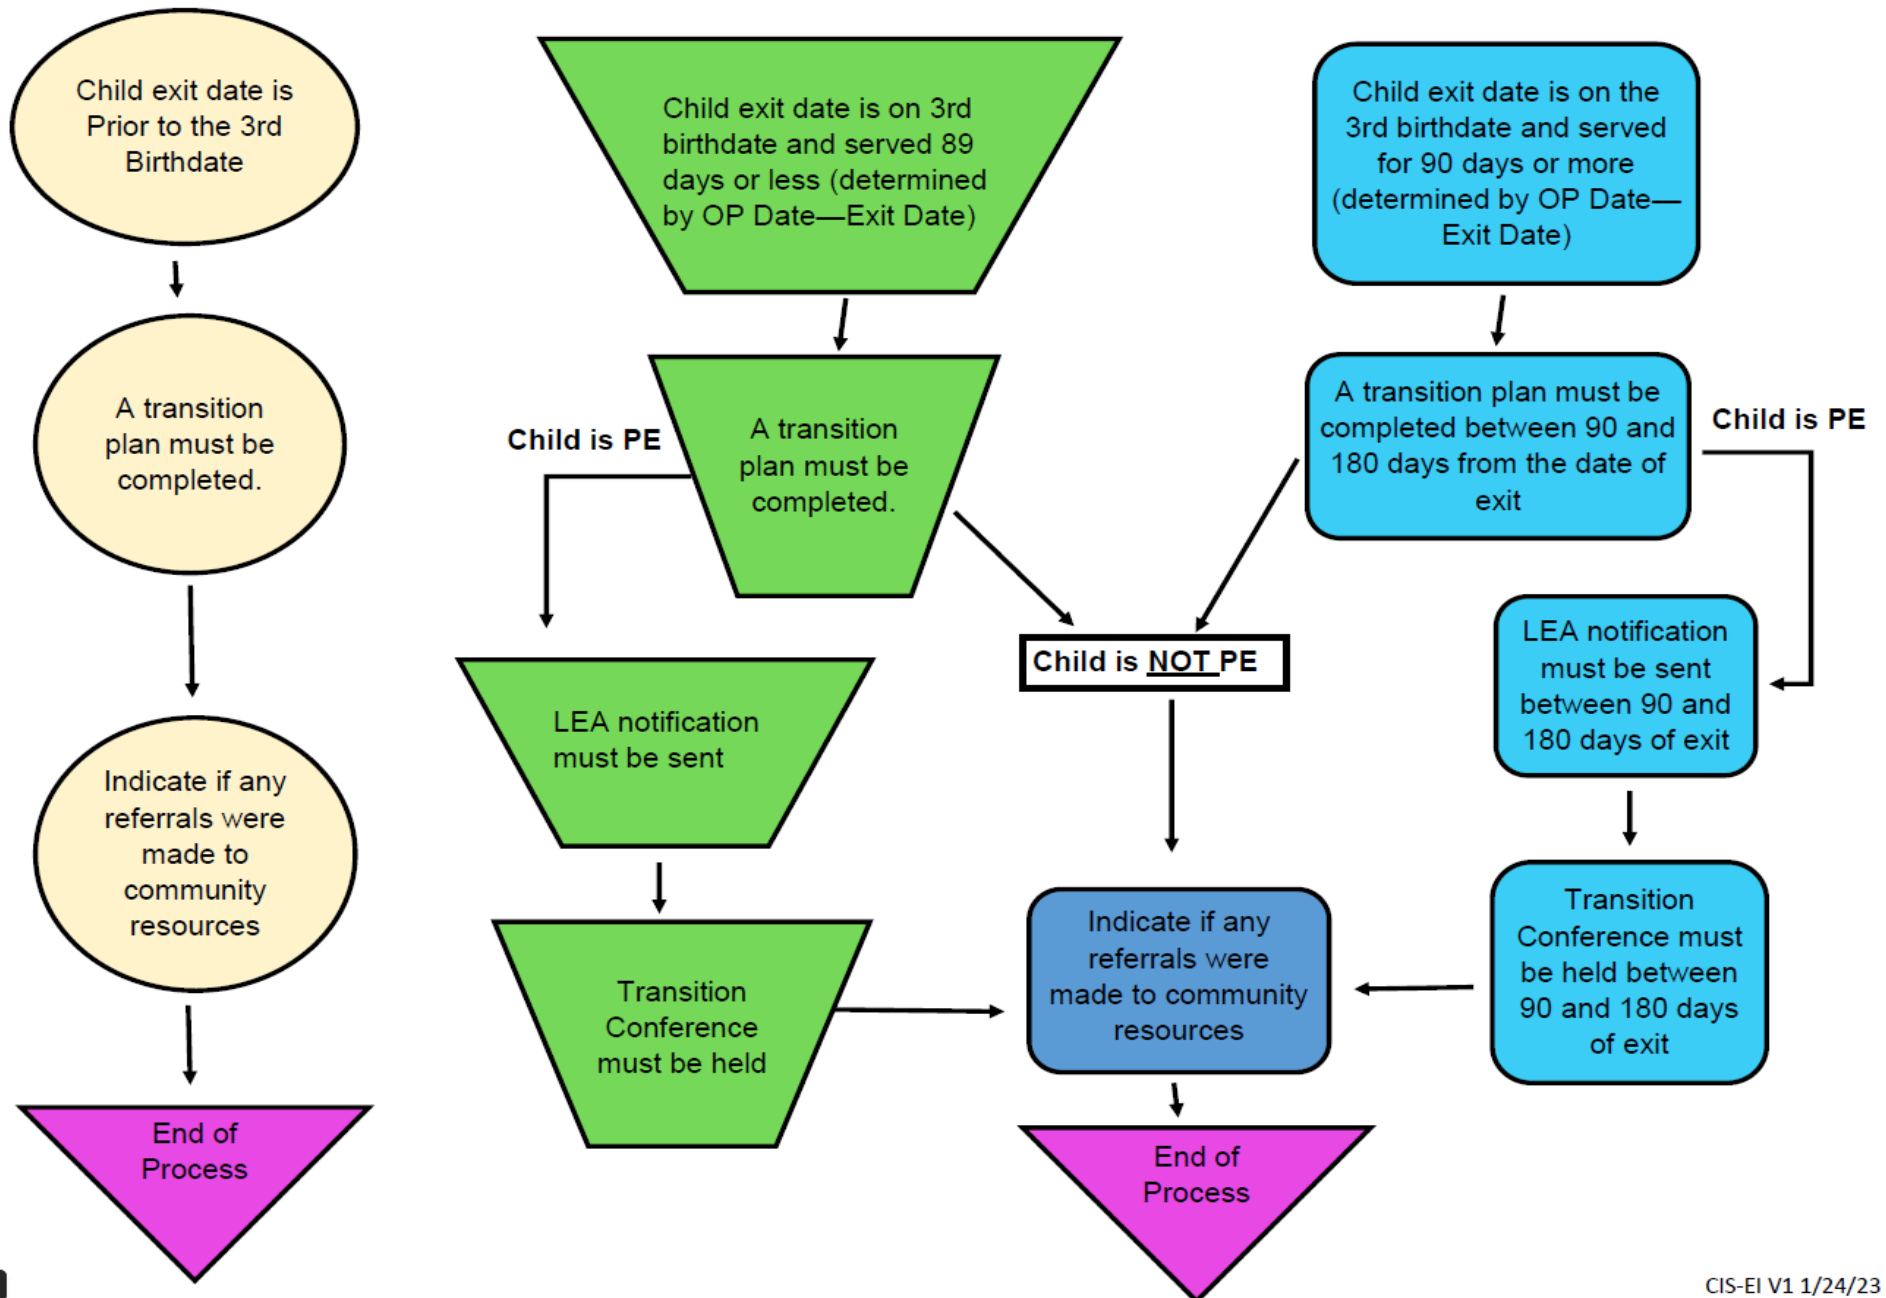 Child exit date is
Prior to the 3rd
Birthdate
A transition
plan must be
completed.
Indicate if any
referrals were
made to
community
resources
End of
Process
Child exit date is on 3rd
birthdate and served 89
days or less (determined
by OP Date—Exit Date)
Child is PE
A transition
plan must be
completed.
LEA notification
must be sent
Transition
Conference
must be held
Child is NOT PE
Indicate if any
referrals were
made to community
resources
End of
Process
Child exit date is on the
3rd birthdate and served
for 90 days or more
(determined by OP Date—
Exit Date)
A transition plan must be
completed between 90 and
180 days from the date of
exit
Child is PE
LEA notification
must be sent
between 90 and
180 days of exit
Transition
Conference must
be held between
90 and 180 days
of exit
CIS-EI V1 1/24/23